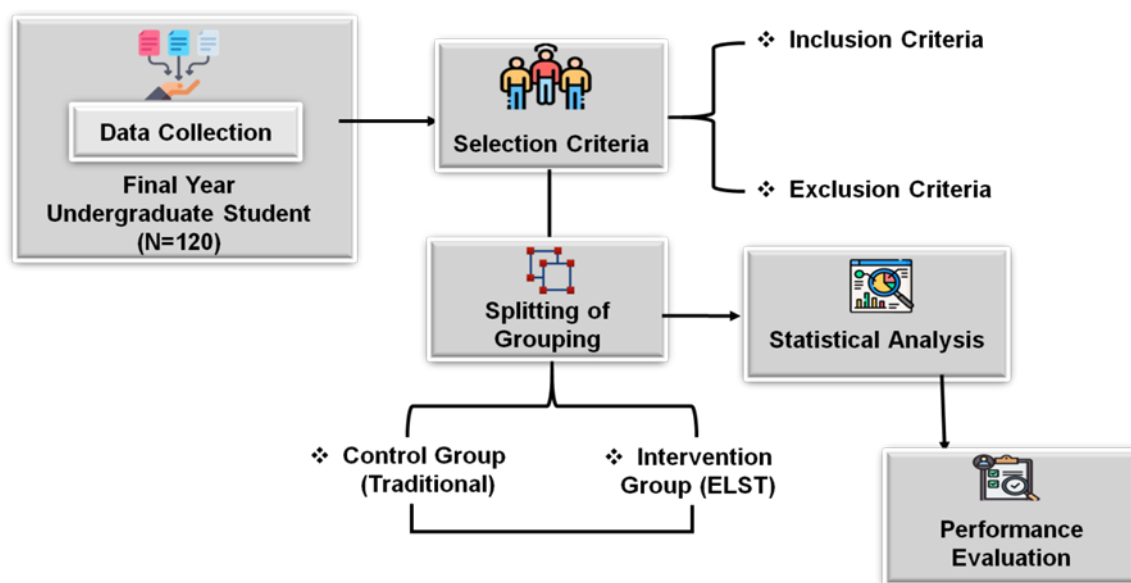 Data Collection
Final Year
Undergraduate Student
(N=120)
Selection Criteria
❖ Inclusion Criteria
❖ Exclusion Criteria
Splitting of
Grouping
Statistical Analysis
❖ Control Group
(Traditional)
❖ Intervention
Group (ELST)
Performance
Evaluation